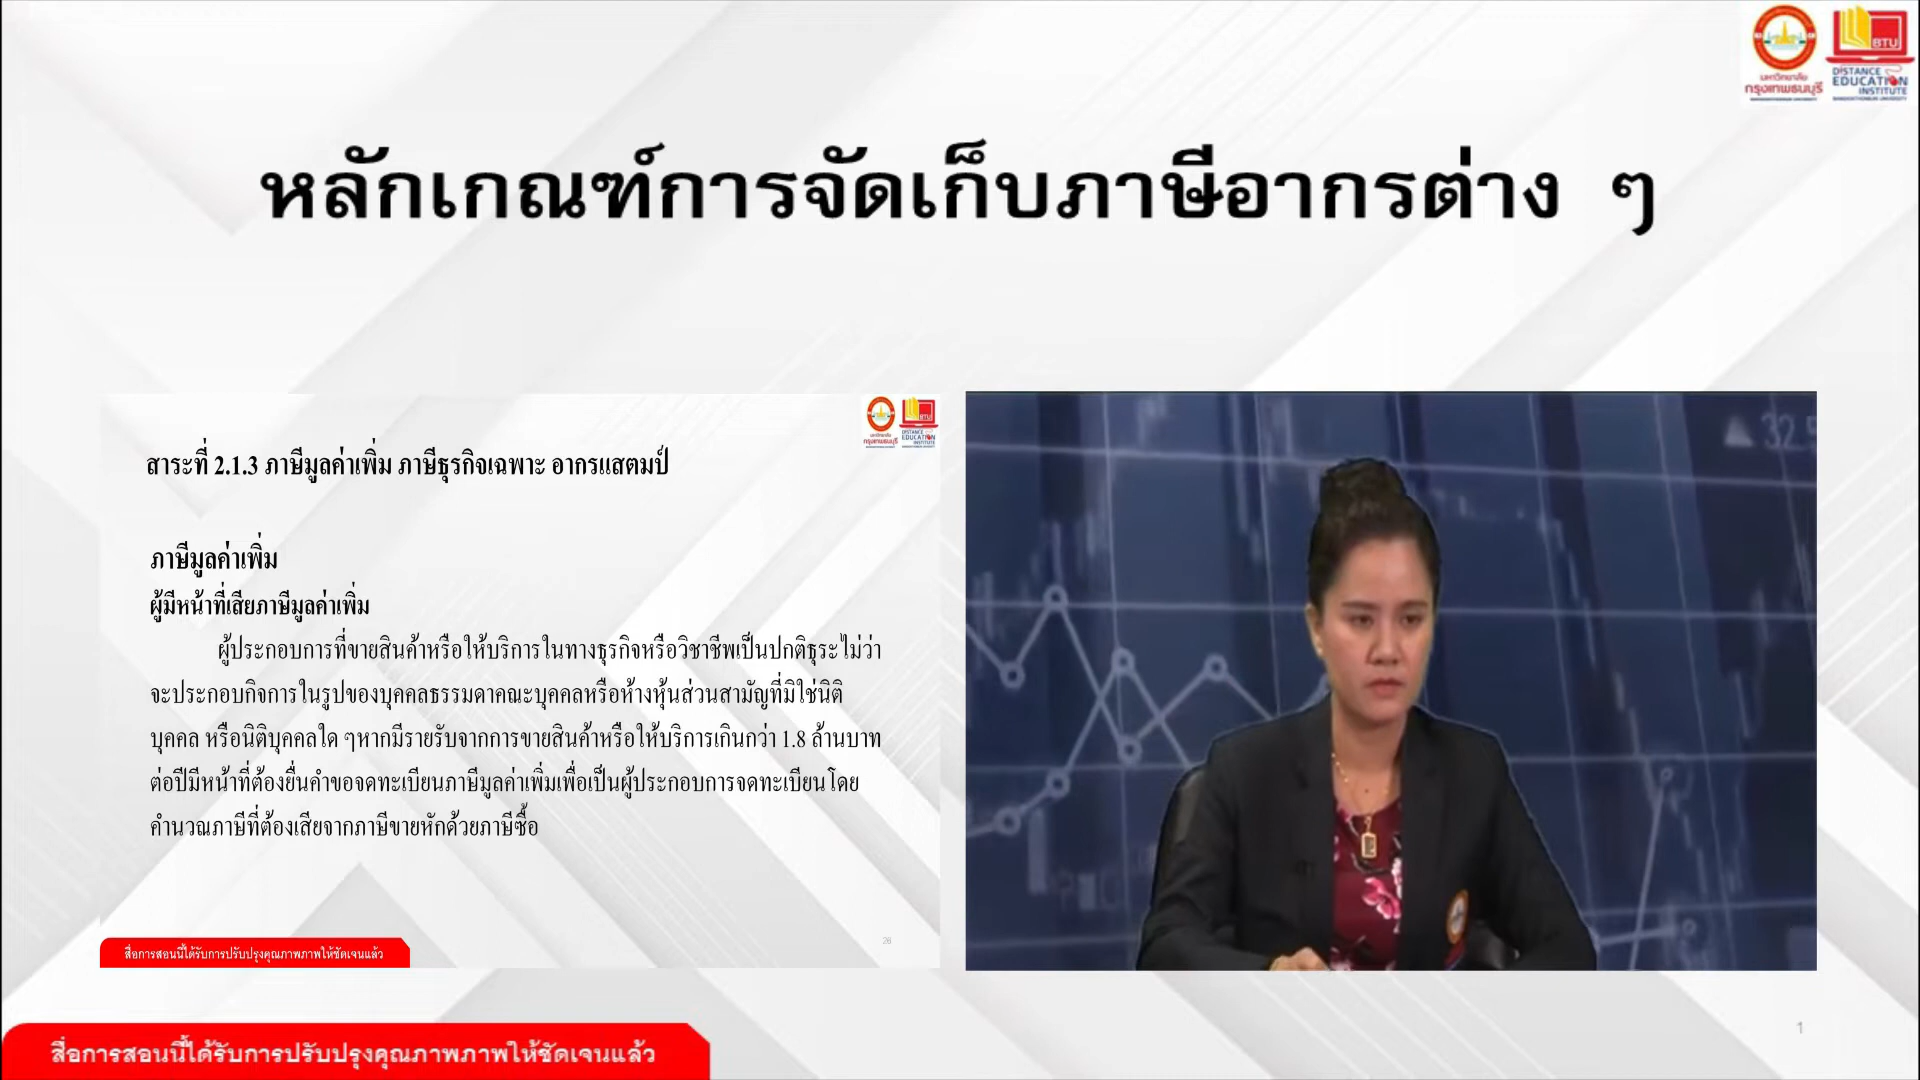 มหาวิทยาลัย
กรุงเทพธนบุรี
BTU
DISTANCE
EDUCATION
INSTITUTE
หลักเกณฑ์การจัดเก็บภาษีอากรต่าง ๆ
สาระที่ 2.1.3 ภาษีมูลค่าเพิ่ม ภาษีธุรกิจเฉพาะ อากรแสตมป์
ภาษีมูลค่าเพิ่ม
ผู้มีหน้าที่เสียภาษีมูลค่าเพิ่ม
ผู้ประกอบการที่ขายสินค้าหรือให้บริการในทางธุรกิจหรือวิชาชีพเป็นปกติธุระไม่ว่า
จะประกอบกิจการในรูปของบุคคลธรรมดาคณะบุคคลหรือห้างหุ้นส่วนสามัญที่มิใช่นิติ
บุคคล หรือนิติบุคคลใด ๆหากมีรายรับจากการขายสินค้าหรือให้บริการเกินกว่า 1.8 ล้านบาท
ต่อปีมีหน้าที่ต้องยื่นคำขอจดทะเบียนภาษีมูลค่าเพิ่มเพื่อเป็นผู้ประกอบการจดทะเบียนโดย
คำนวณภาษีที่ต้องเสียจากภาษีขายหักด้วยภาษีซื้อ
28
สื่อการสอนนี้ได้รับการปรับปรุงคุณภาพภาพให้ชัดเจนแล้ว
1
สื่อการสอนนี้ได้รับการปรับปรุงคุณภาพภาพให้ชัดเจนแล้ว